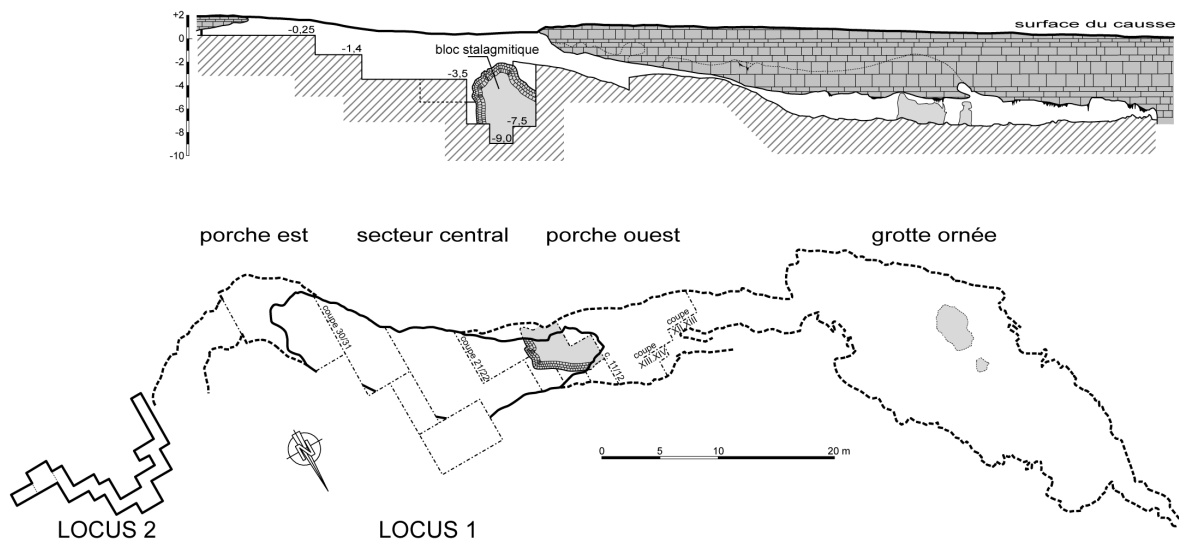 +2
surface du causse
-0,25
0
bloc stalagmitique
-1,4
-2
-3,5
-4
-6
-7,5
-8
-9,0
-10
porche est
secteur central
porche ouest
grotte ornée
coupe 30/31
coupe 21/22
c. 11/12
coupe
XII.XIII
coupe
XIII.XIV
N
0 5 10 20 m
LOCUS 2
LOCUS 1